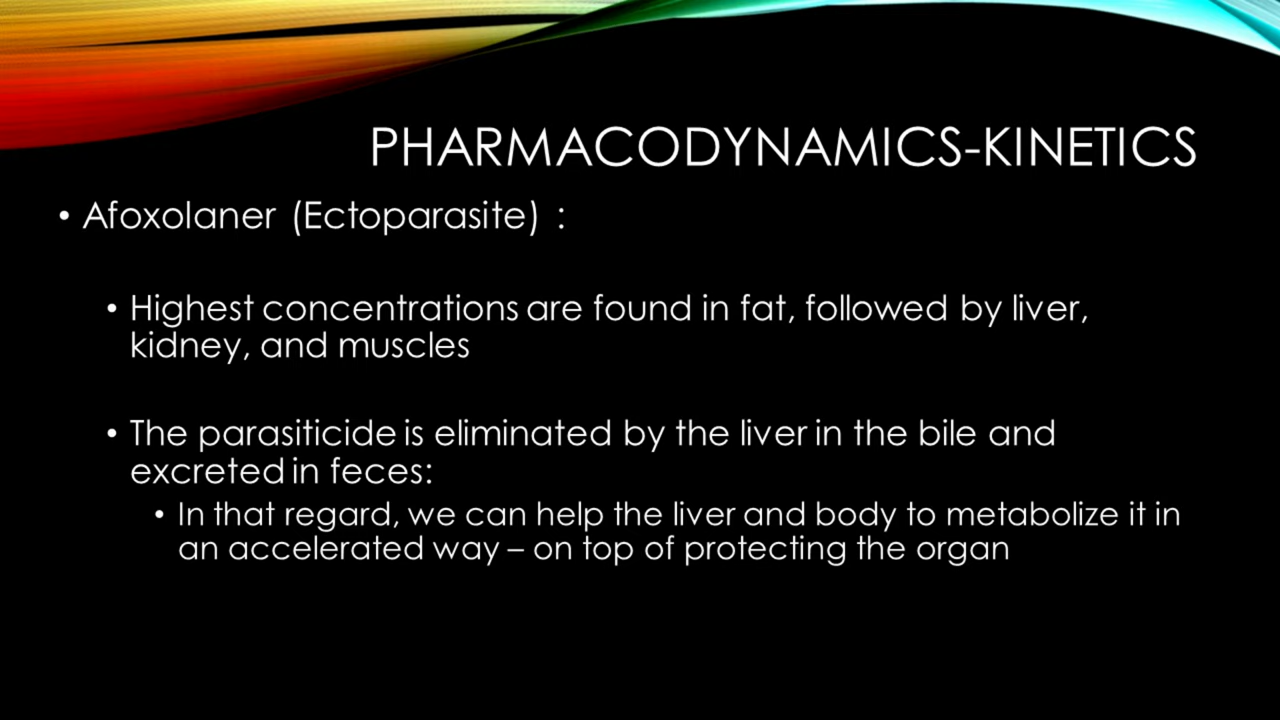 PHARMACODYNAMICS-KINETICS
• Afoxolaner (Ectoparasite) :
• Highest concentrations are found in fat, followed by liver,
kidney, and muscles
• The parasiticide is eliminated by the liver in the bile and
excreted in feces:
• In that regard, we can help the liver and body to metabolize it in
an accelerated way – on top of protecting the organ